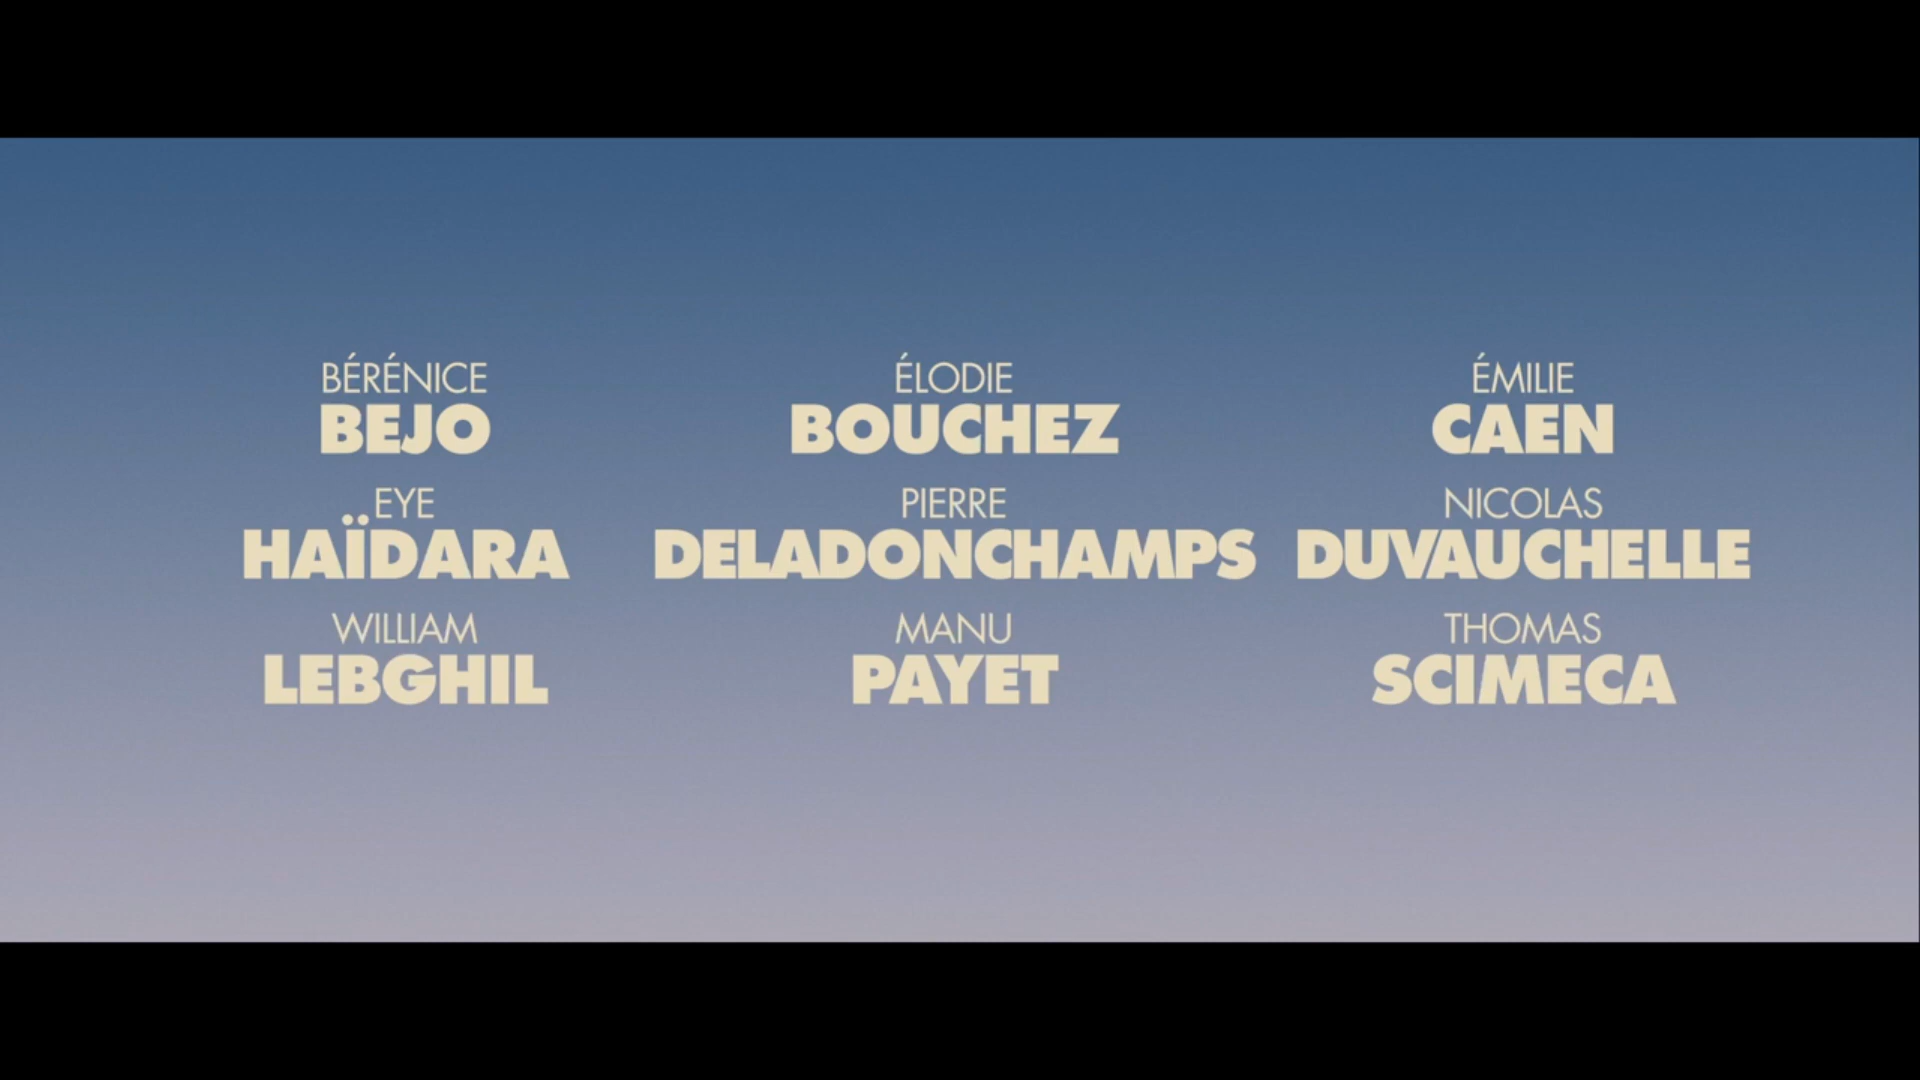 BÉRÉNICE
BEJO
ÉLODIE
BOUCHEZ
ÉMILIE
CAEN
EYE
HAÏDARA
PIERRE
DELADONCHAMPS
NICOLAS
DUVAUCHELLE
WILLIAM
LEBGHIL
MANU
PAYET
THOMAS
SCIMECA